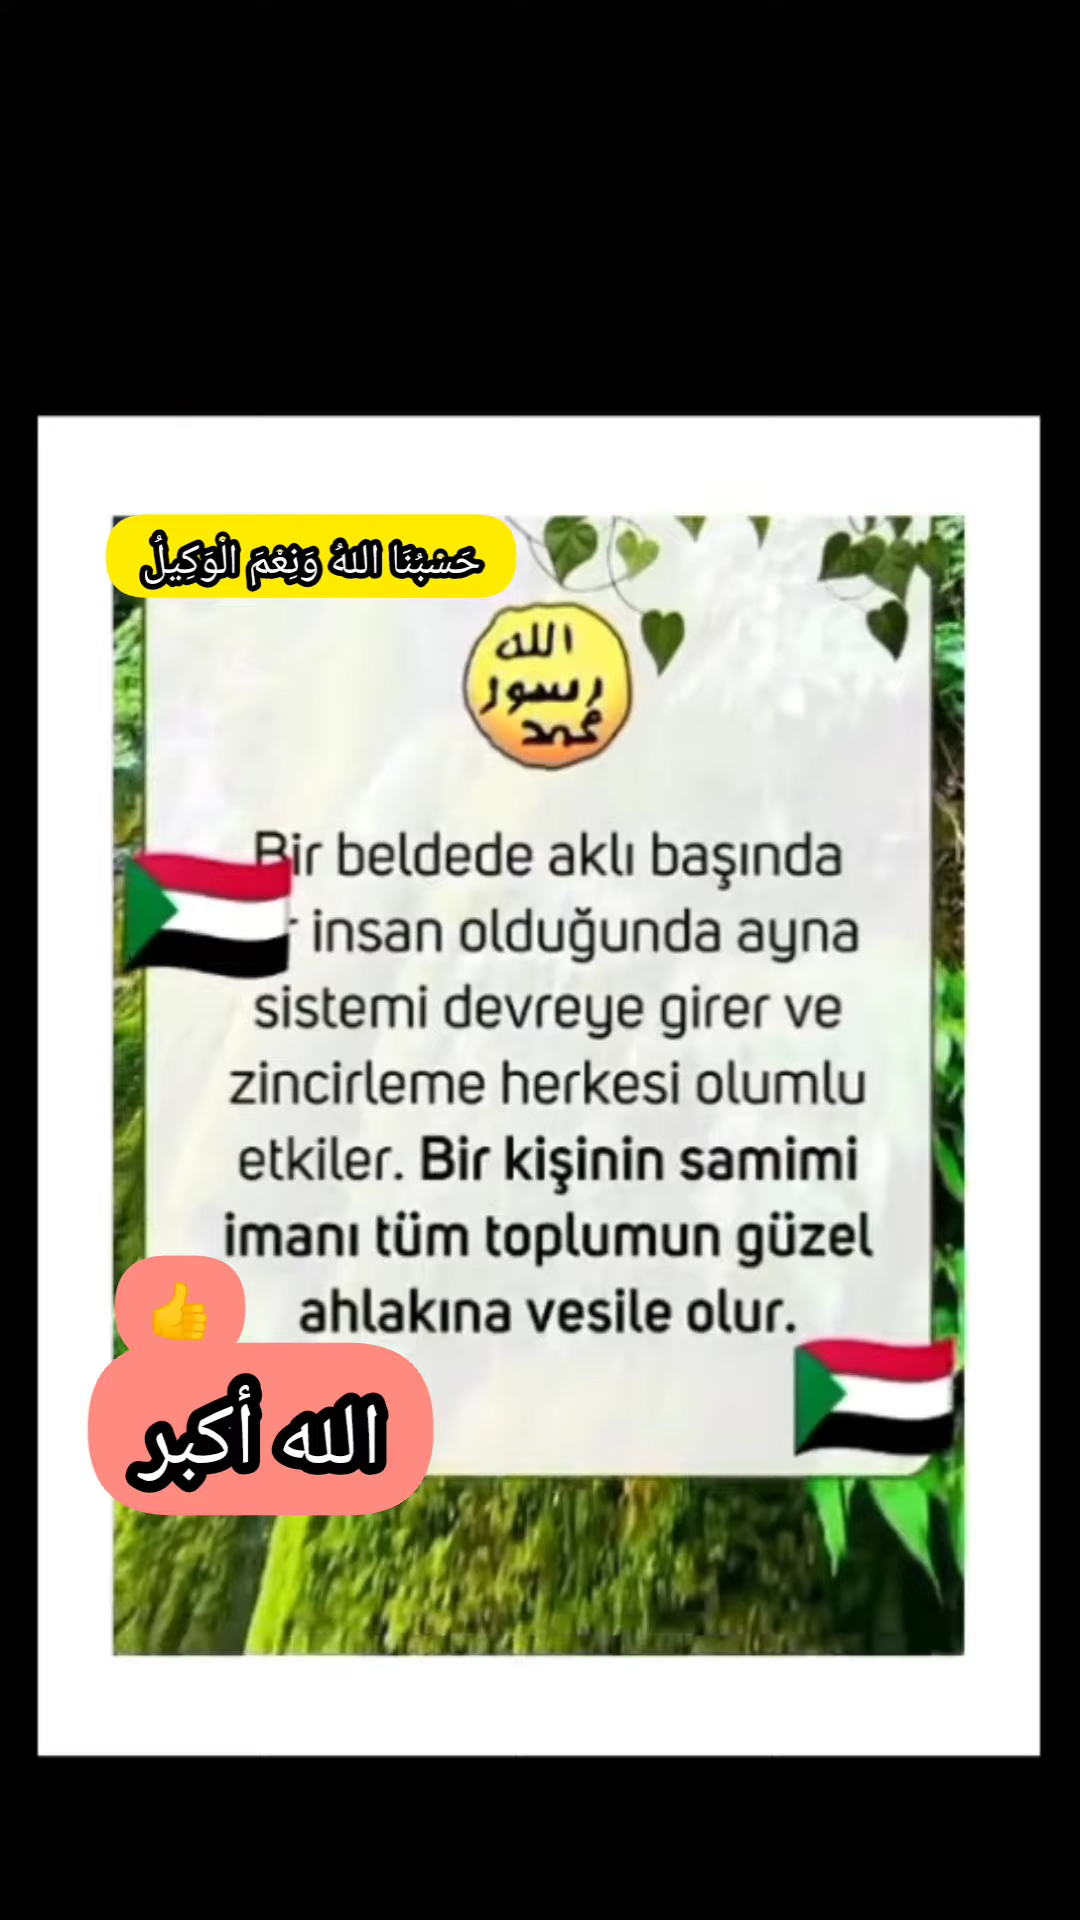 حَسْبُنَا اللهُ وَنِعْمَ الْوَكِيلُ
الله
رسول
محمد
Bir beldede aklı başında
insan olduğunda ayna
sistemi devreye girer ve
zincirleme herkesi olumlu
etkiler. Bir kişinin samimi
imanı tüm toplumun güzel
ahlakına vesile olur.
الله أكبر